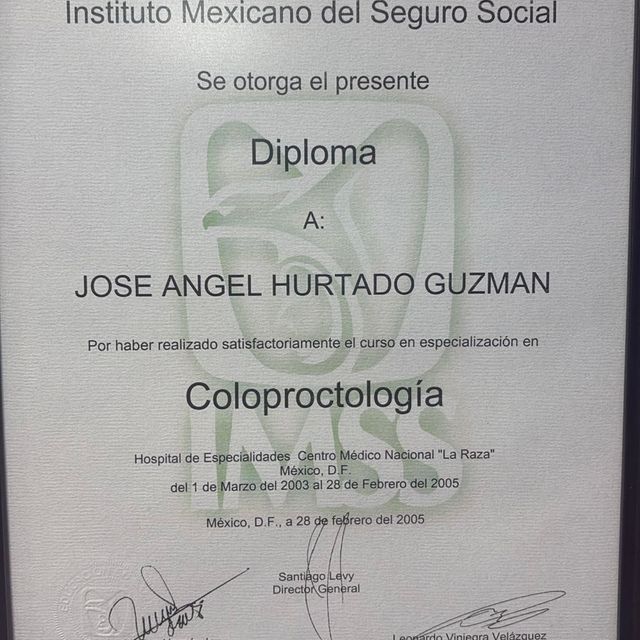 Instituto Mexicano del Seguro Social
Se otorga el presente
Diploma
A:
JOSE ANGEL HURTADO GUZMAN
Por haber realizado satisfactoriamente el curso en especialización en
Coloproctología
IMSS
Hospital de Especialidades Centro Médico Nacional "La Raza"
México, D.F.
del 1 de Marzo del 2003 al 28 de Febrero del 2005
México, D.F., a 28 de febrero del 2005
Santiago Levy
Director General
Leonardo Viniegra Velázquez